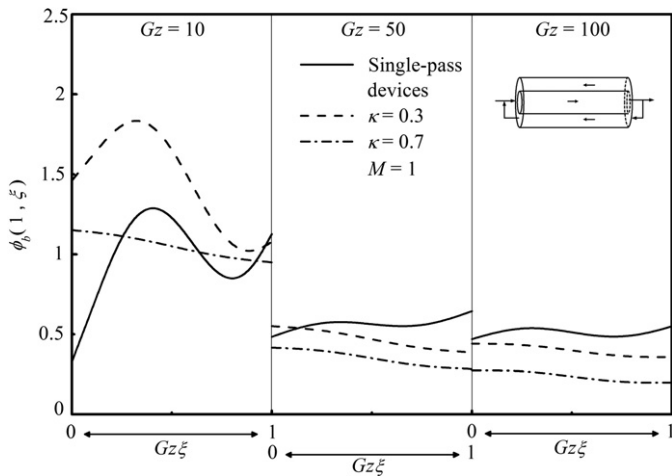 2.5
2
1.5
1
0.5
0
ϕ_b(1, ξ)
Gz = 10
Gz = 50
Gz = 100
Single-pass
devices
κ = 0.3
κ = 0.7
M = 1
0
1
0
1
0
1
Gzξ
Gzξ
Gzξ